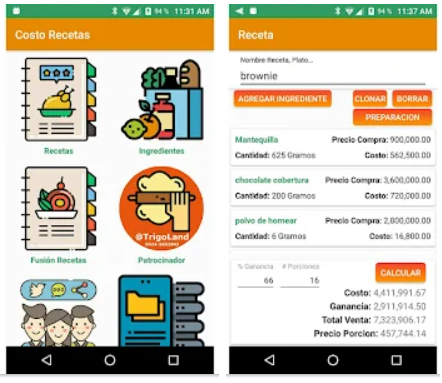 94 % 11:31 AM
Costo Recetas
Recetas
Ingredientes
Fusión Recetas
@TrigoLand
Patrocinador
94 % 11:37 AM
Receta
Nombre Receta, Plato...
brownie
AGREGAR INGREDIENTE CLONAR BORRAR
PREPARACION
Mantequilla Precio Compra: 900,000.00
Cantidad: 625 Gramos Costo: 562,500.00
chocolate cobertura Precio Compra: 3,600,000.00
Cantidad: 200 Gramos Costo: 720,000.00
polvo de hornear Precio Compra: 2,800,000.00
Cantidad: 6 Gramos Costo: 16,800.00
% Ganancia # Porciones CALCULAR
66 16
Costo: 4,411,991.67
Ganancia: 2,911,914.50
Total Venta: 7,323,906.17
Precio Porcion: 457,744.14